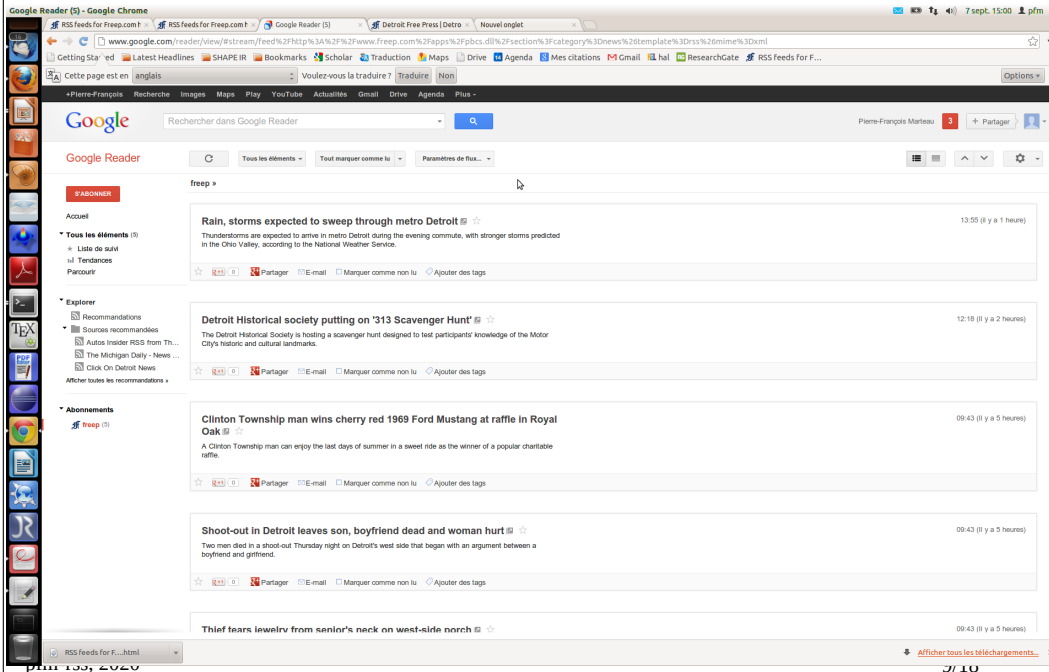 Google Reader (5) - Google Chrome
7 sept. 15:00 pfm
RSS feeds for Freep.com h
RSS feeds for Freep.com h
Google Reader (5)
Detroit Free Press | Detro
Nouvel onglet
www.google.com/reader/view/#stream/feed%2Fhttp%3A%2F%2Fwww.freep.com%2Fapps%2Fpbcs.dll%2Fsection%3Fcategory%3Dnews%26template%3Drss%26mime%3Dxml
Getting Started Latest Headlines SHAPE IR Bookmarks Scholar Traduction Maps Drive Agenda Mes citations Gmail hal ResearchGate RSS feeds for F...
Cette page est en anglais Voulez-vous la traduire ? Traduire Non Options
+Pierre-François Recherche Images Maps Play YouTube Actualités Gmail Drive Agenda Plus
Google
Rechercher dans Google Reader
Pierre-François Marteau 3 + Partager
Google Reader
Tous les éléments Tout marquer comme lu Paramètres de flux...
S'ABONNER
Accueil
Tous les éléments (5)
Liste de suivi
Tendances
Parcourir
Explorer
Recommandations
Sources recommandées
Autos Insider RSS from Th...
The Michigan Daily - News ...
Click On Detroit News
Afficher toutes les recommandations »
Abonnements
freep (5)
freep »
Rain, storms expected to sweep through metro Detroit
13:55 (il y a 1 heure)
Thunderstorms are expected to arrive in metro Detroit during the evening commute, with stronger storms predicted
in the Ohio Valley, according to the National Weather Service.
g+1 0 Partager E-mail Marquer comme non lu Ajouter des tags
Detroit Historical society putting on '313 Scavenger Hunt'
12:18 (il y a 2 heures)
The Detroit Historical Society is hosting a scavenger hunt designed to test participants' knowledge of the Motor
City's historic and cultural landmarks.
g+1 0 Partager E-mail Marquer comme non lu Ajouter des tags
Clinton Township man wins cherry red 1969 Ford Mustang at raffle in Royal
Oak
09:43 (il y a 5 heures)
A Clinton Township man can enjoy the last days of summer in a sweet ride as the winner of a popular charitable
raffle.
g+1 0 Partager E-mail Marquer comme non lu Ajouter des tags
Shoot-out in Detroit leaves son, boyfriend dead and woman hurt
09:43 (il y a 5 heures)
Two men died in a shoot-out Thursday night on Detroit's west side that began with an argument between a
boyfriend and girlfriend.
g+1 0 Partager E-mail Marquer comme non lu Ajouter des tags
Thief tears jewelry from senior's neck on west-side porch
09:43 (il y a 5 heures)
RSS feeds for F....html
Afficher tous les téléchargements...
pfm-rss, 2020
9/18